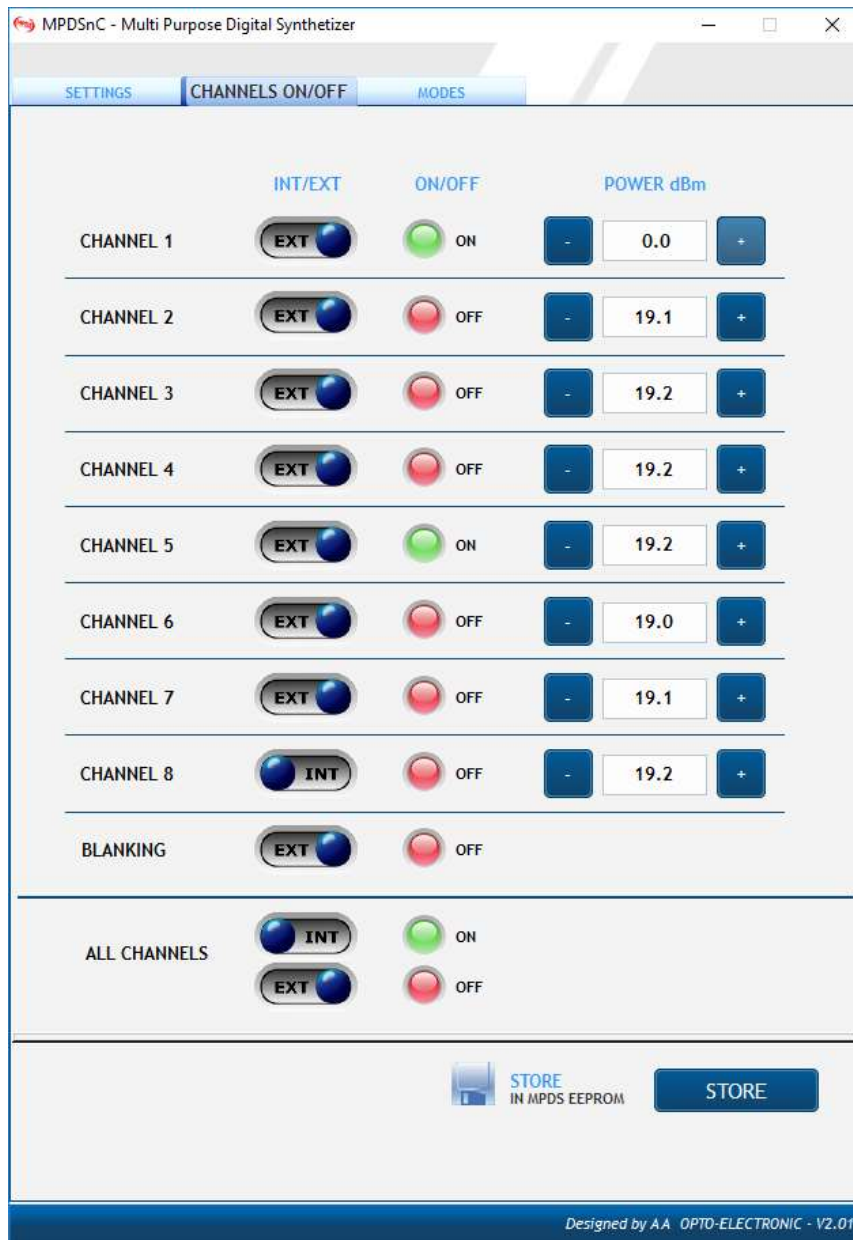 MPDSnC - Multi Purpose Digital Synthetizer
SETTINGS CHANNELS ON/OFF MODES
INT/EXT ON/OFF POWER dBm
CHANNEL 1 EXT ON - 0.0 +
CHANNEL 2 EXT OFF - 19.1 +
CHANNEL 3 EXT OFF - 19.2 +
CHANNEL 4 EXT OFF - 19.2 +
CHANNEL 5 EXT ON - 19.2 +
CHANNEL 6 EXT OFF - 19.0 +
CHANNEL 7 EXT OFF - 19.1 +
CHANNEL 8 INT OFF - 19.2 +
BLANKING EXT OFF
INT ON
ALL CHANNELS
EXT OFF
STORE
IN MPDS EEPROM
STORE
Designed by AA OPTO-ELECTRONIC - V2.01